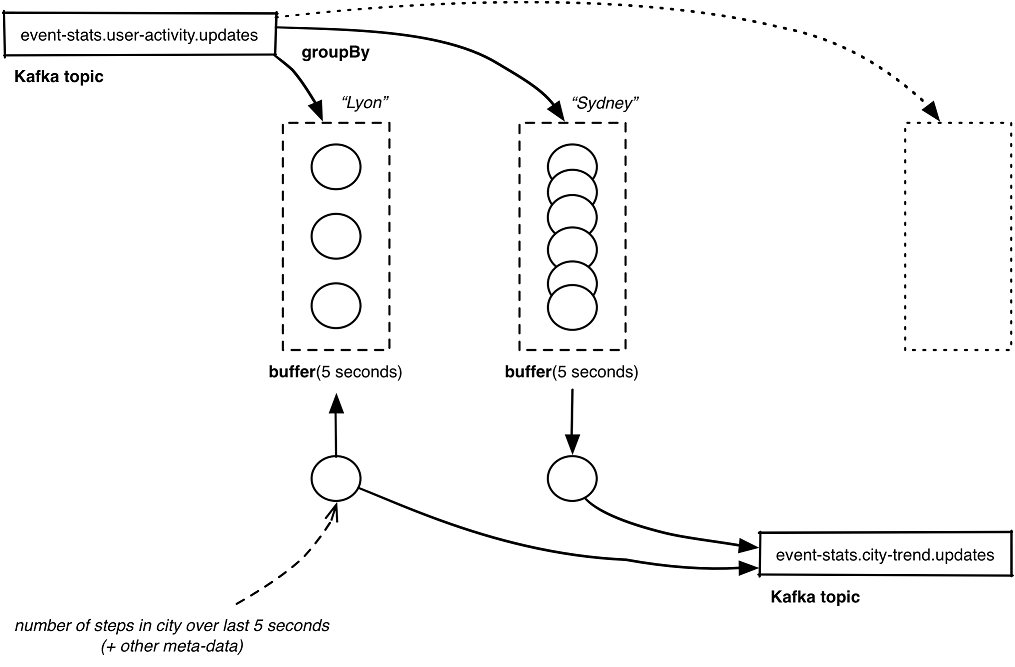 event-stats.user-activity.updates
Kafka topic
groupBy
“Lyon”
“Sydney”
buffer(5 seconds)
buffer(5 seconds)
event-stats.city-trend.updates
Kafka topic
number of steps in city over last 5 seconds
(+ other meta-data)